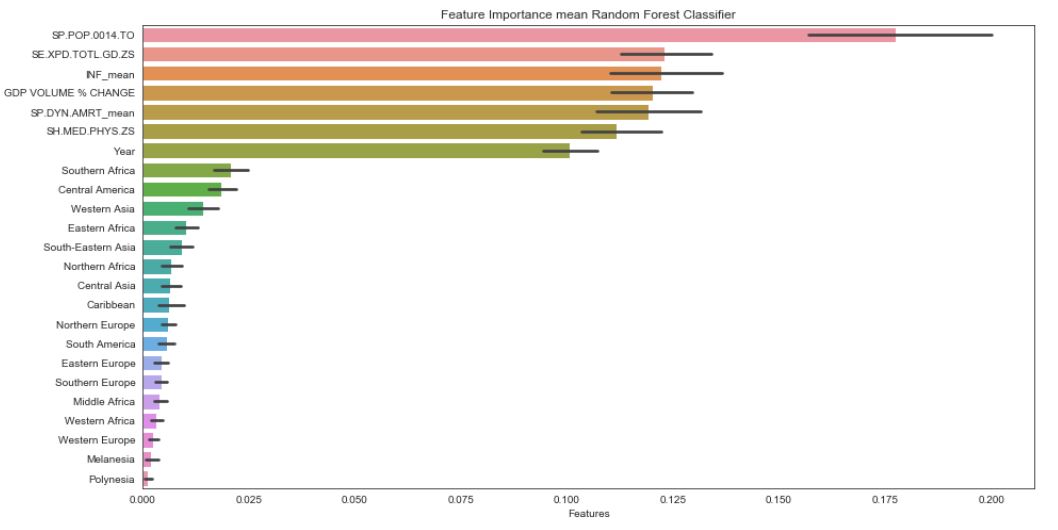 Feature Importance mean Random Forest Classifier
SP.POP.0014.TO
SE.XPD.TOTL.GD.ZS
INF_mean
GDP VOLUME % CHANGE
SP.DYN.AMRT_mean
SH.MED.PHYS.ZS
Year
Southern Africa
Central America
Western Asia
Eastern Africa
South-Eastern Asia
Northern Africa
Central Asia
Caribbean
Northern Europe
South America
Eastern Europe
Southern Europe
Middle Africa
Western Africa
Western Europe
Melanesia
Polynesia
0.000 0.025 0.050 0.075 0.100 0.125 0.150 0.175 0.200
Features